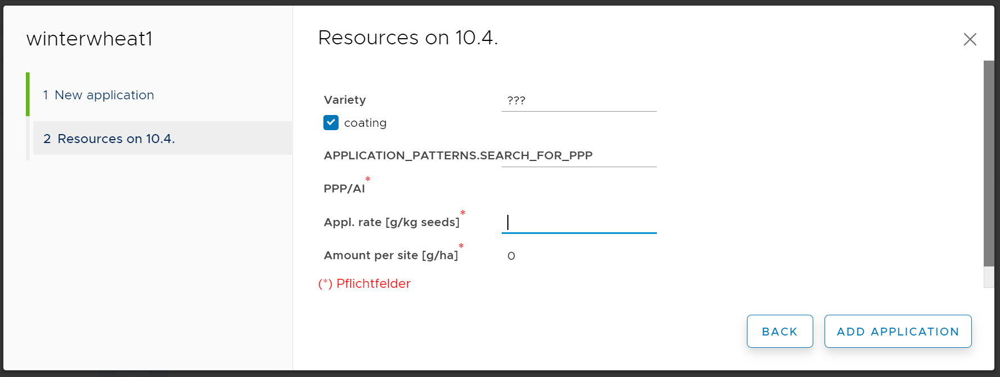 winterwheat1
1 New application
2 Resources on 10.4.
Resources on 10.4.
Variety ???
coating
APPLICATION_PATTERNS.SEARCH_FOR_PPP
PPP/AI*
Appl. rate [g/kg seeds]*
Amount per site [g/ha]* 0
(*) Pflichtfelder
BACK ADD APPLICATION